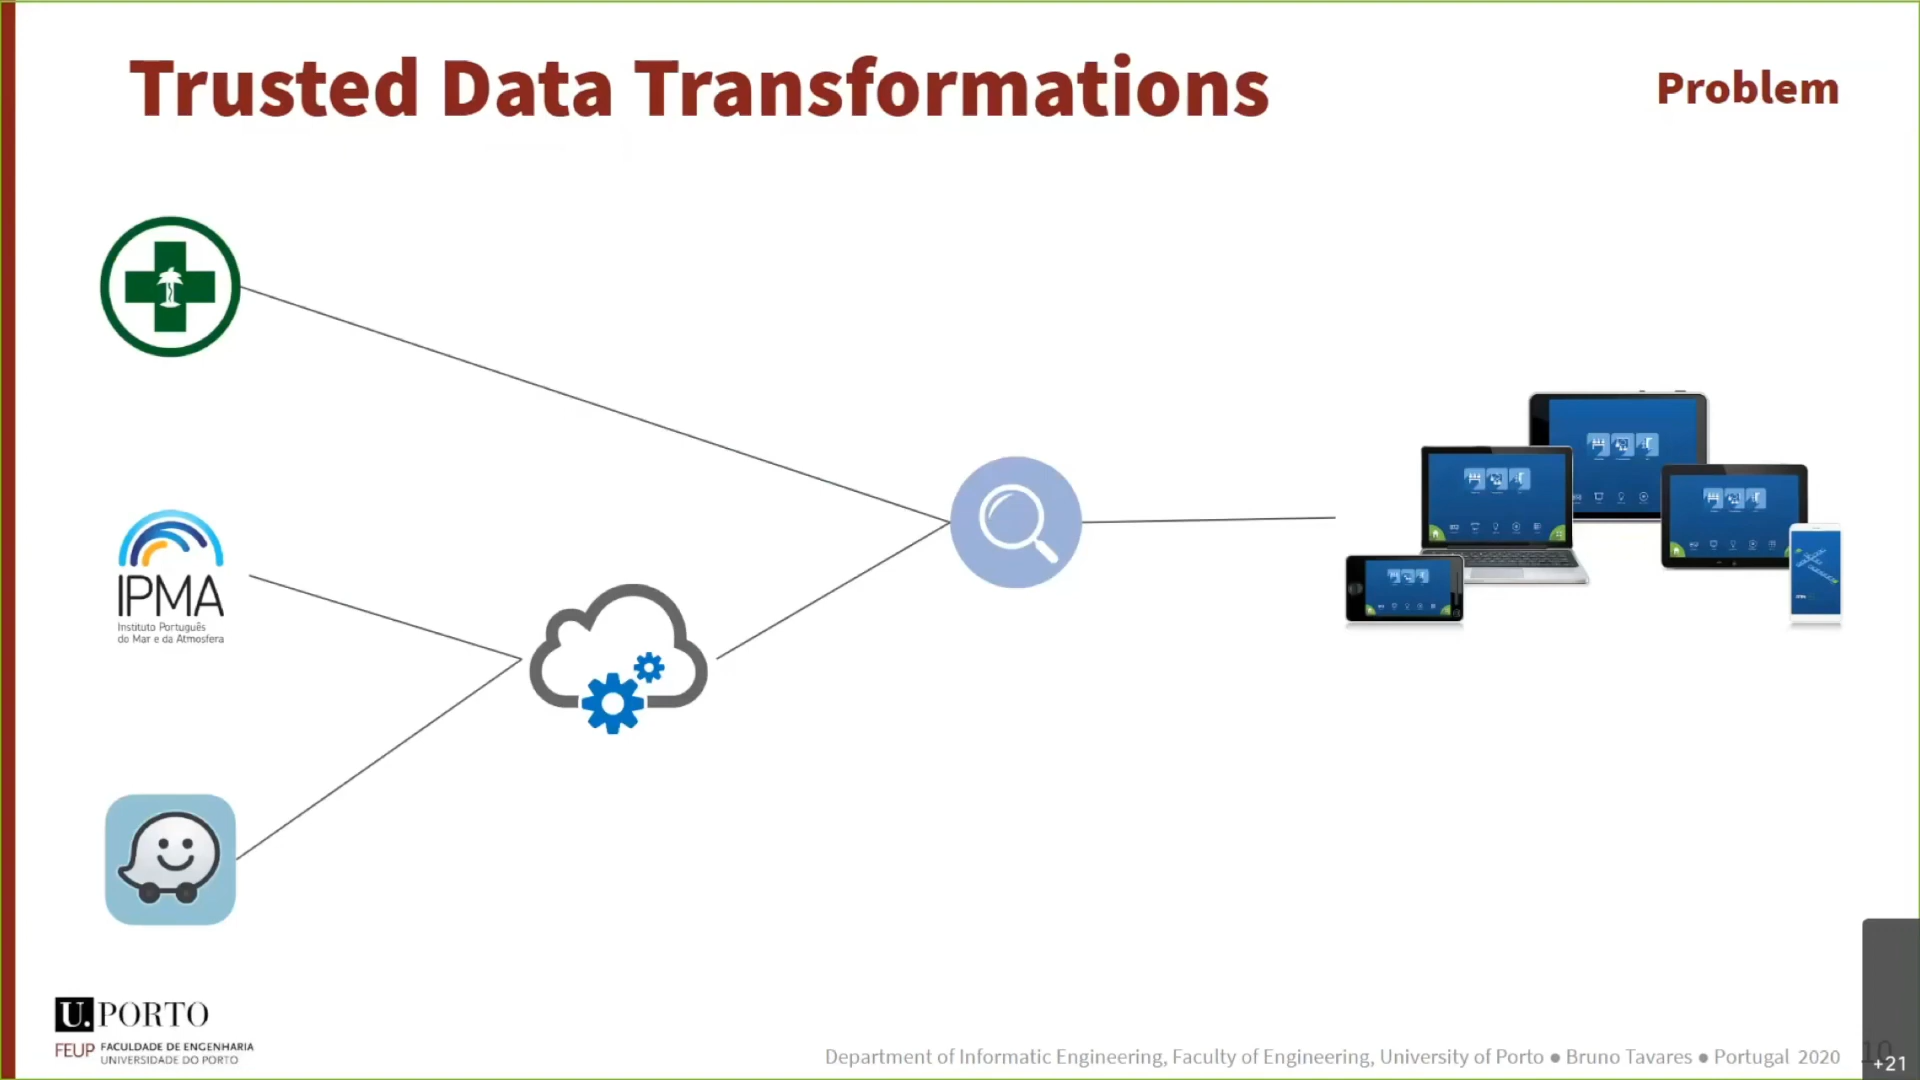 Trusted Data Transformations
Problem
IPMA
Instituto Português
do Mar e da Atmosfera
U.PORTO
FEUP FACULDADE DE ENGENHARIA
UNIVERSIDADE DO PORTO
Department of Informatic Engineering, Faculty of Engineering, University of Porto ● Bruno Tavares ● Portugal 2020
10
+21